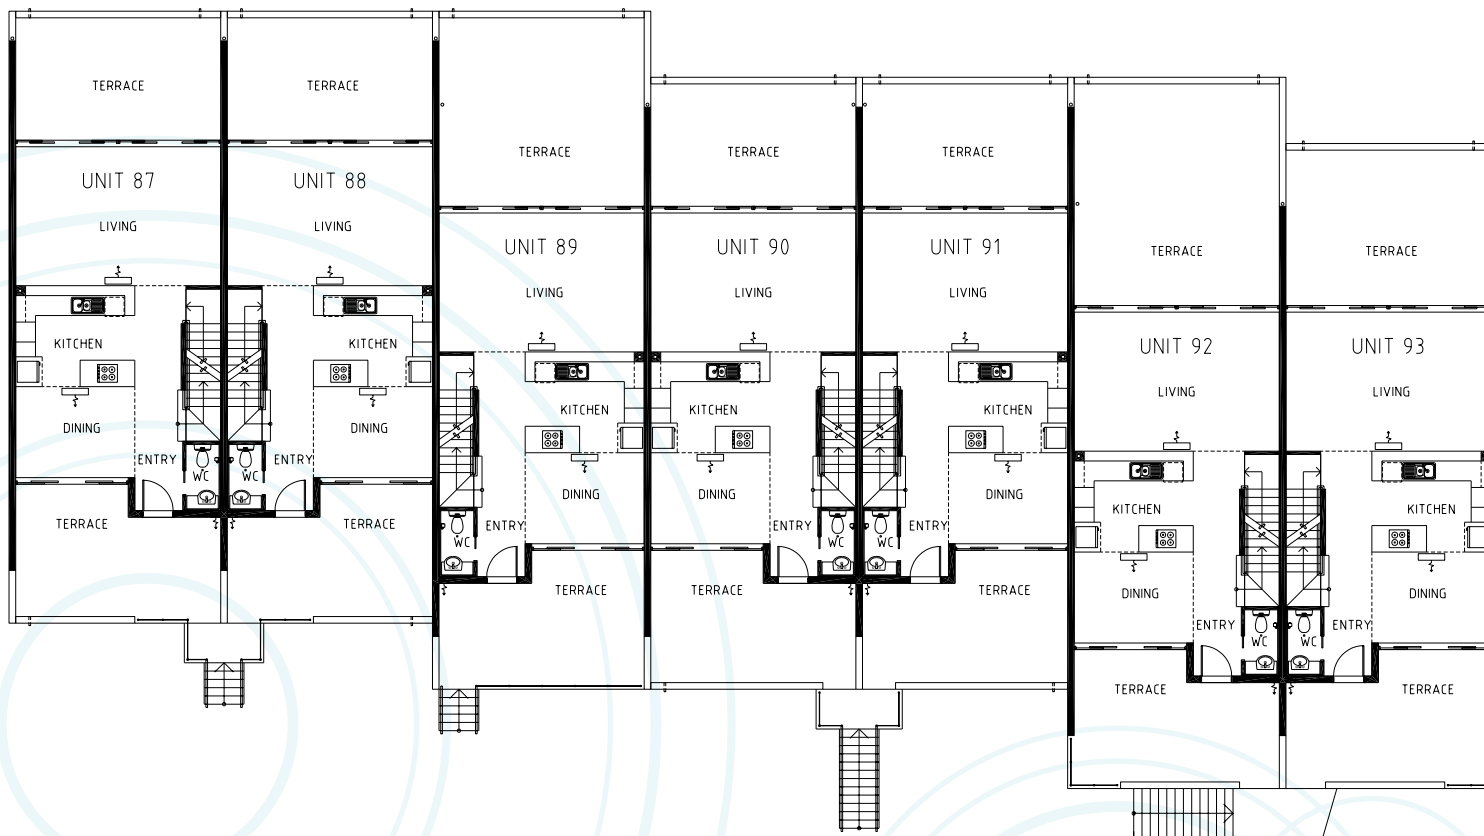 TERRACE
UNIT 87
LIVING
KITCHEN
DINING
ENTRY
WC
TERRACE
TERRACE
UNIT 88
LIVING
KITCHEN
DINING
ENTRY
WC
TERRACE
TERRACE
UNIT 89
LIVING
KITCHEN
DINING
ENTRY
WC
TERRACE
TERRACE
UNIT 90
LIVING
KITCHEN
DINING
ENTRY
WC
TERRACE
TERRACE
UNIT 91
LIVING
KITCHEN
DINING
ENTRY
WC
TERRACE
TERRACE
UNIT 92
LIVING
KITCHEN
DINING
ENTRY
WC
TERRACE
TERRACE
UNIT 93
LIVING
KITCHEN
DINING
ENTRY
WC
TERRACE